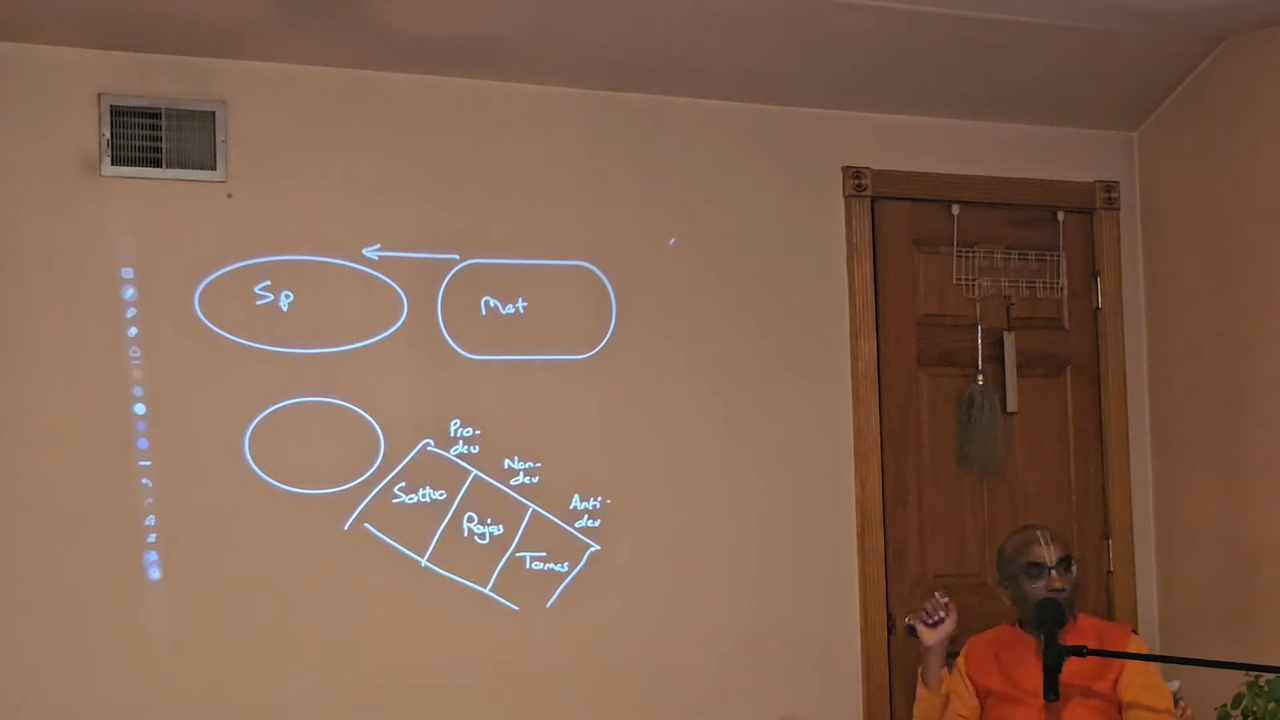 Sp
Mat
Pro-
dev
Non-
dev
Anti-
dev
Sattva
Rajas
Tamas